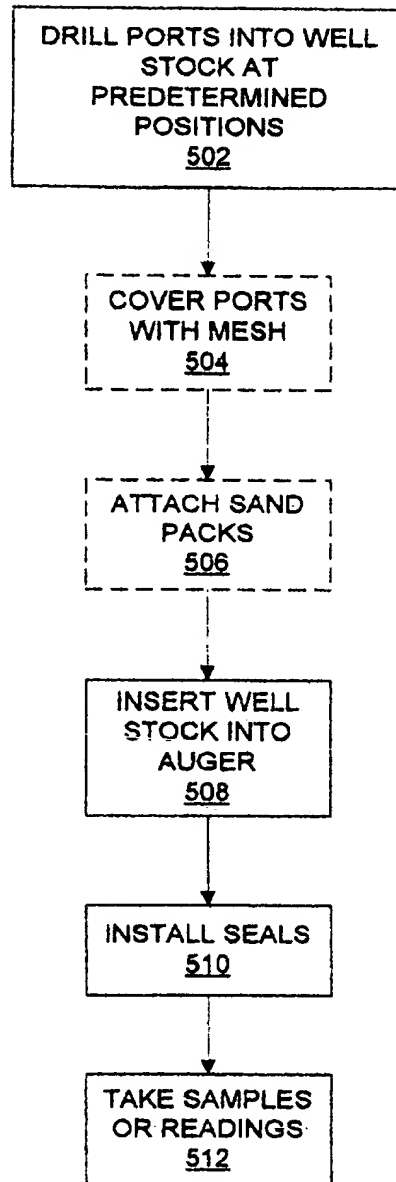 DRILL PORTS INTO WELL
STOCK AT
PREDETERMINED
POSITIONS
502
COVER PORTS
WITH MESH
504
ATTACH SAND
PACKS
506
INSERT WELL
STOCK INTO
AUGER
508
INSTALL SEALS
510
TAKE SAMPLES
OR READINGS
512